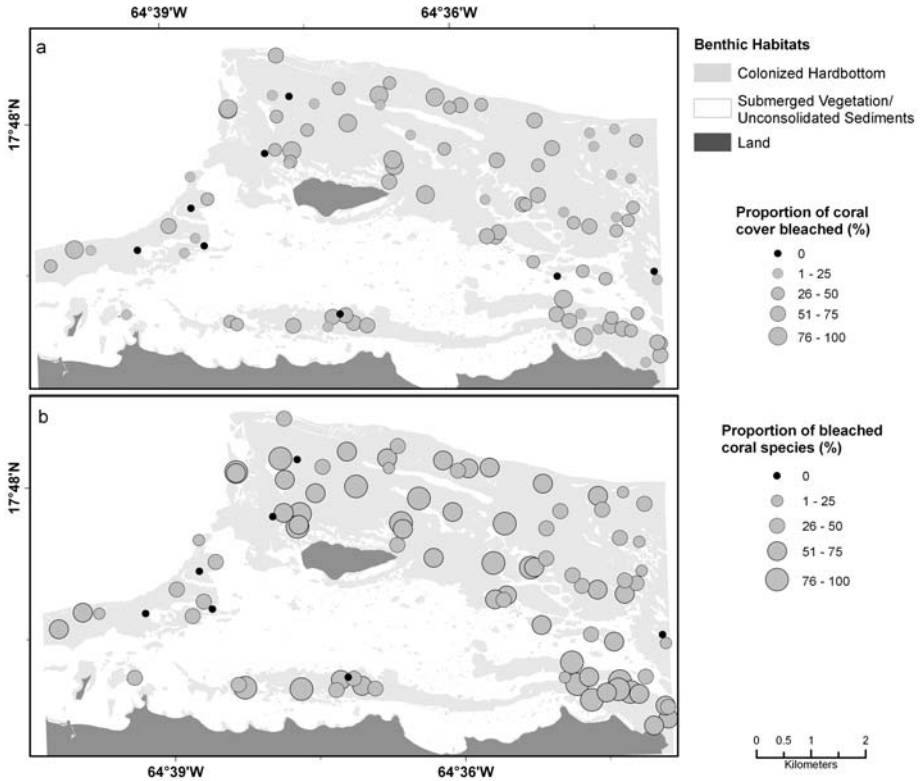 64°39'W 64°36'W
a
17°48'N
Benthic Habitats
Colonized Hardbottom
Submerged Vegetation/
Unconsolidated Sediments
Land
Proportion of coral
cover bleached (%)
0
1 - 25
26 - 50
51 - 75
76 - 100
b
17°48'N
Proportion of bleached
coral species (%)
0
1 - 25
26 - 50
51 - 75
76 - 100
0 0.5 1 2
Kilometers
64°39'W 64°36'W